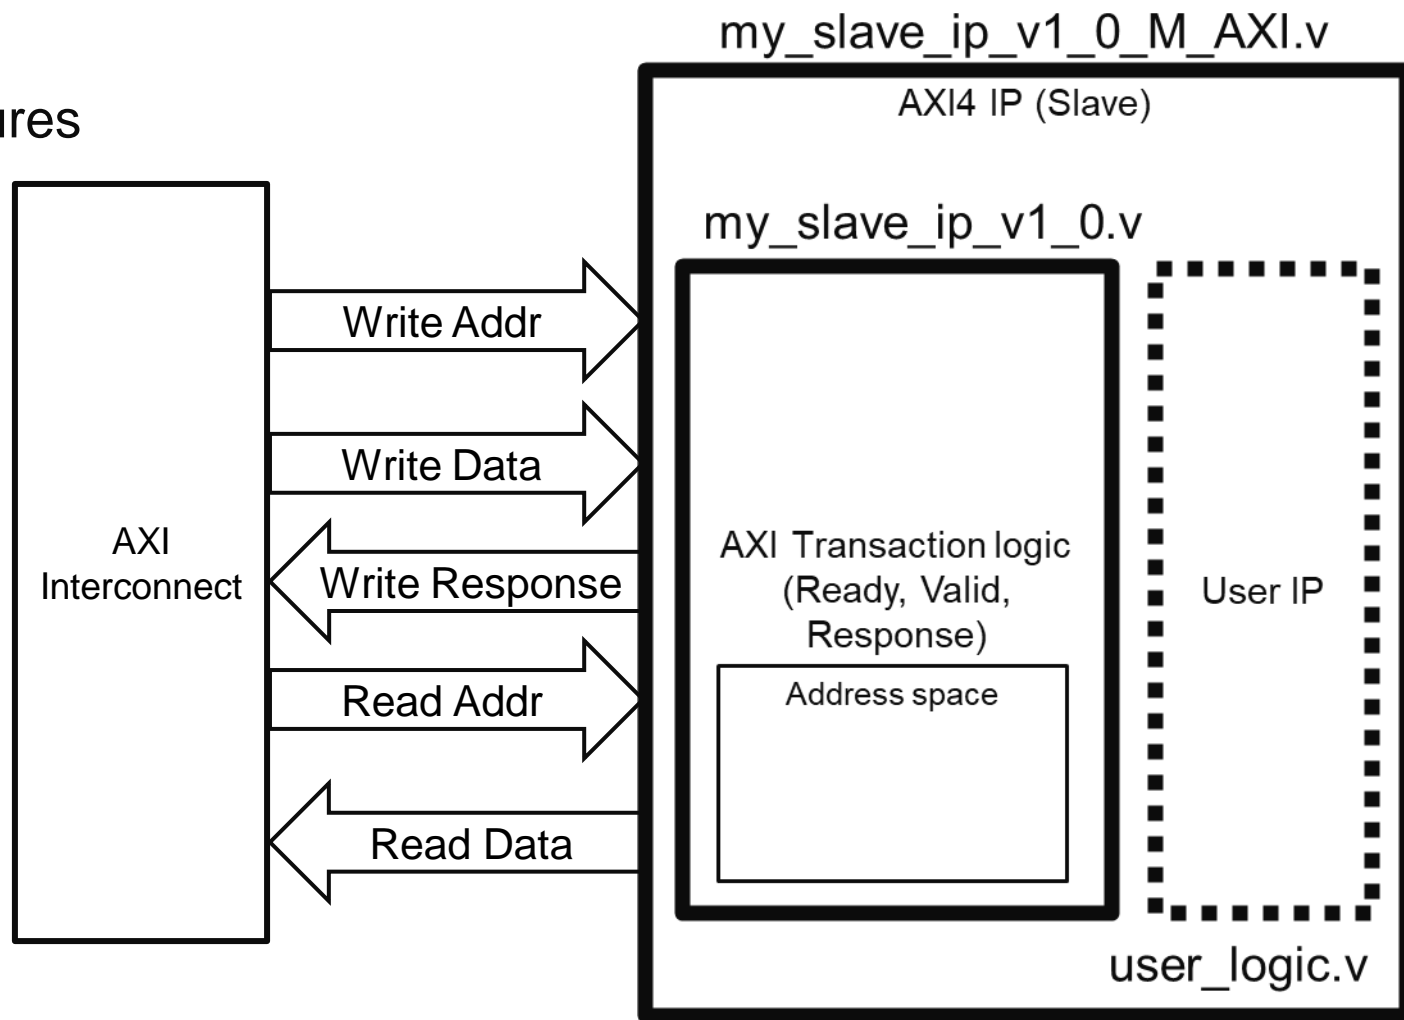 my_slave_ip_v1_0_M_AXI.v
AXI4 IP (Slave)
my_slave_ip_v1_0.v
Write Addr
Write Data
AXI
Interconnect
Write Response
Read Addr
Read Data
AXI Transaction logic
(Ready, Valid,
Response)
Address space
User IP
user_logic.v